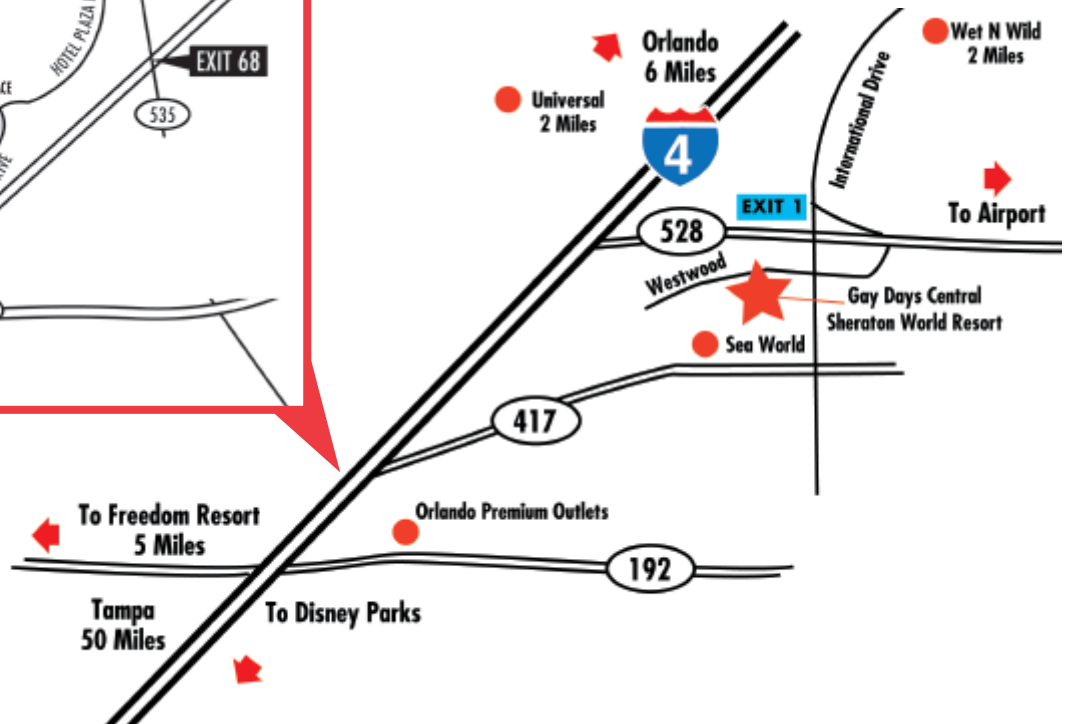 HOTEL PLAZA
EXIT 68
535
Orlando
6 Miles
Universal
2 Miles
4
International Drive
Wet N Wild
2 Miles
EXIT 1
To Airport
528
Westwood
Gay Days Central
Sheraton World Resort
Sea World
417
To Freedom Resort
5 Miles
Orlando Premium Outlets
192
Tampa
50 Miles
To Disney Parks